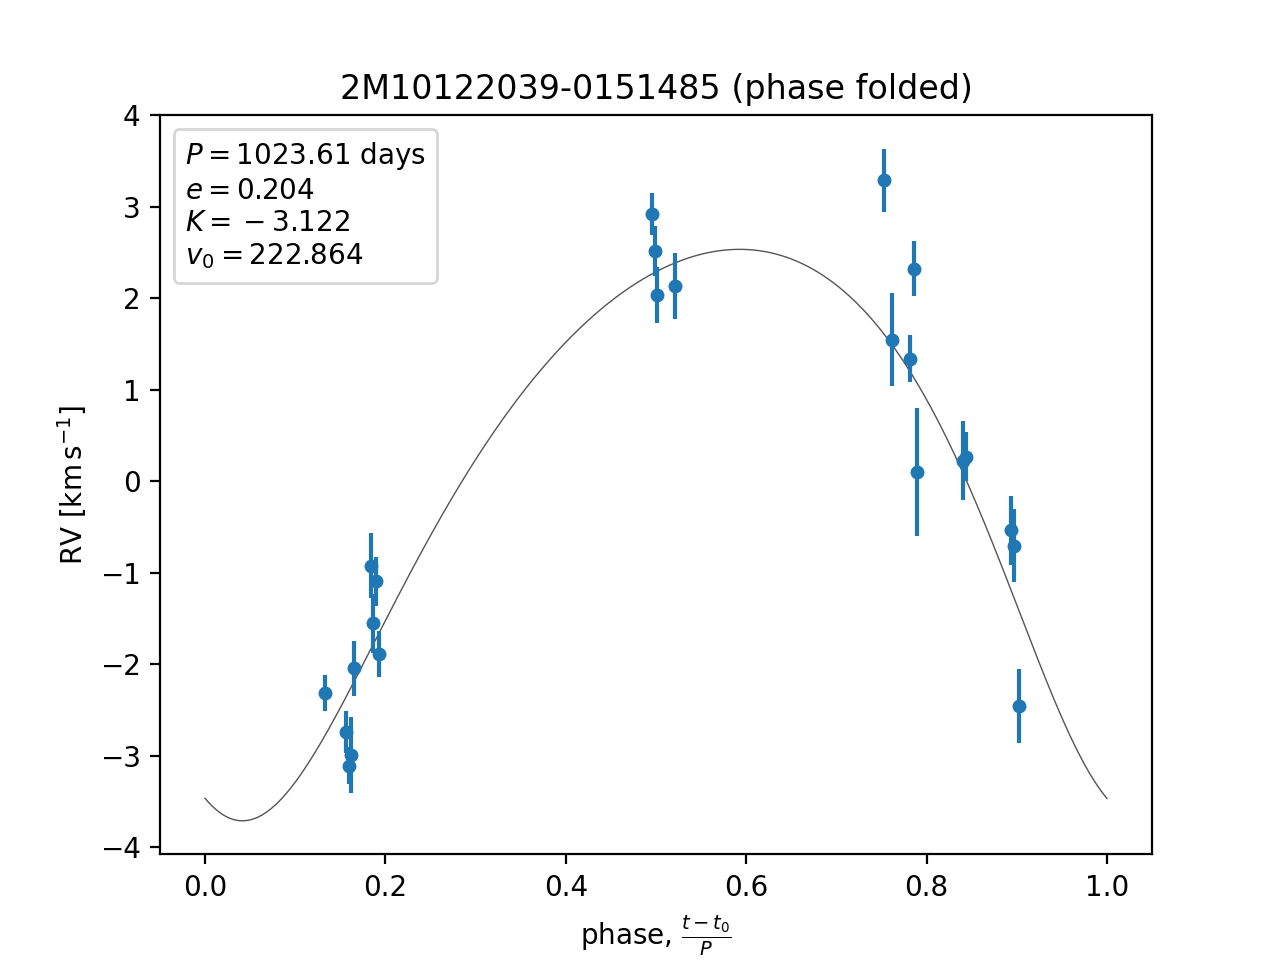 2M10122039-0151485 (phase folded)
P = 1023.61 days
e = 0.204
K = −3.122
v₀ = 222.864
4
3
2
1
0
−1
−2
−3
−4
RV [km s⁻¹]
0.0 0.2 0.4 0.6 0.8 1.0
phase, (t − t₀)/P